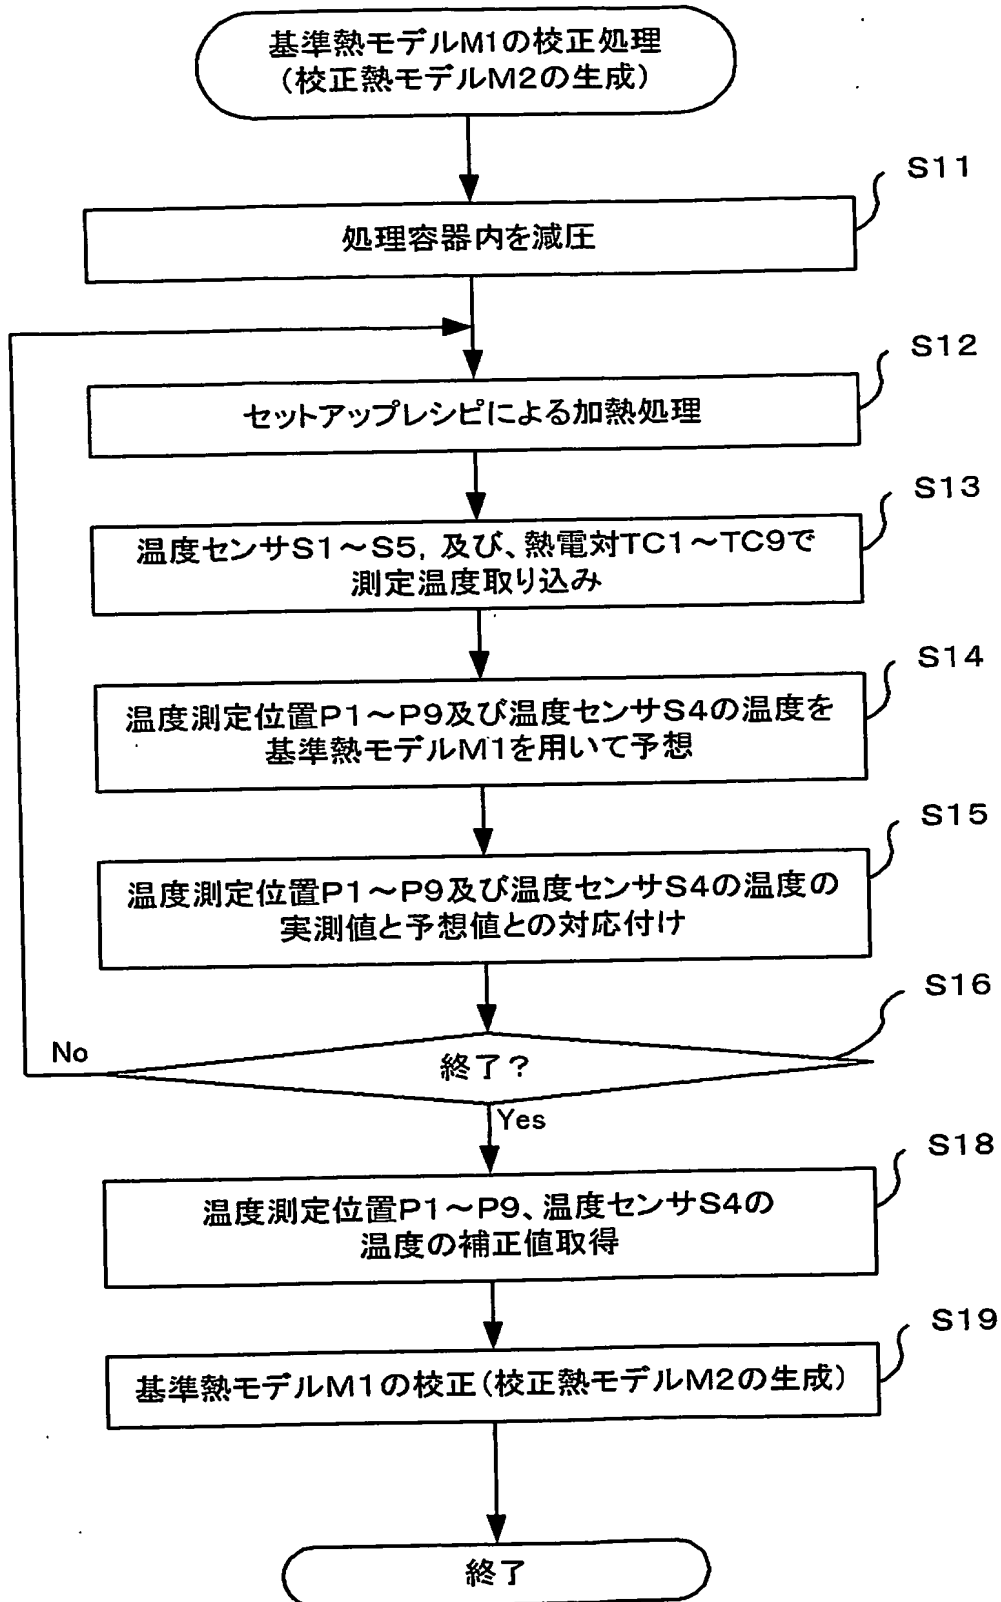 基準熱モデルM1の校正処理
(校正熱モデルM2の生成)
S11
処理容器内を減圧
S12
セットアップレシピによる加熱処理
S13
温度センサS1～S5, 及び、熱電対TC1～TC9で
測定温度取り込み
S14
温度測定位置P1～P9及び温度センサS4の温度を
基準熱モデルM1を用いて予想
S15
温度測定位置P1～P9及び温度センサS4の温度の
実測値と予想値との対応付け
S16
終了?
No
Yes
S18
温度測定位置P1～P9、温度センサS4の
温度の補正値取得
S19
基準熱モデルM1の校正(校正熱モデルM2の生成)
終了